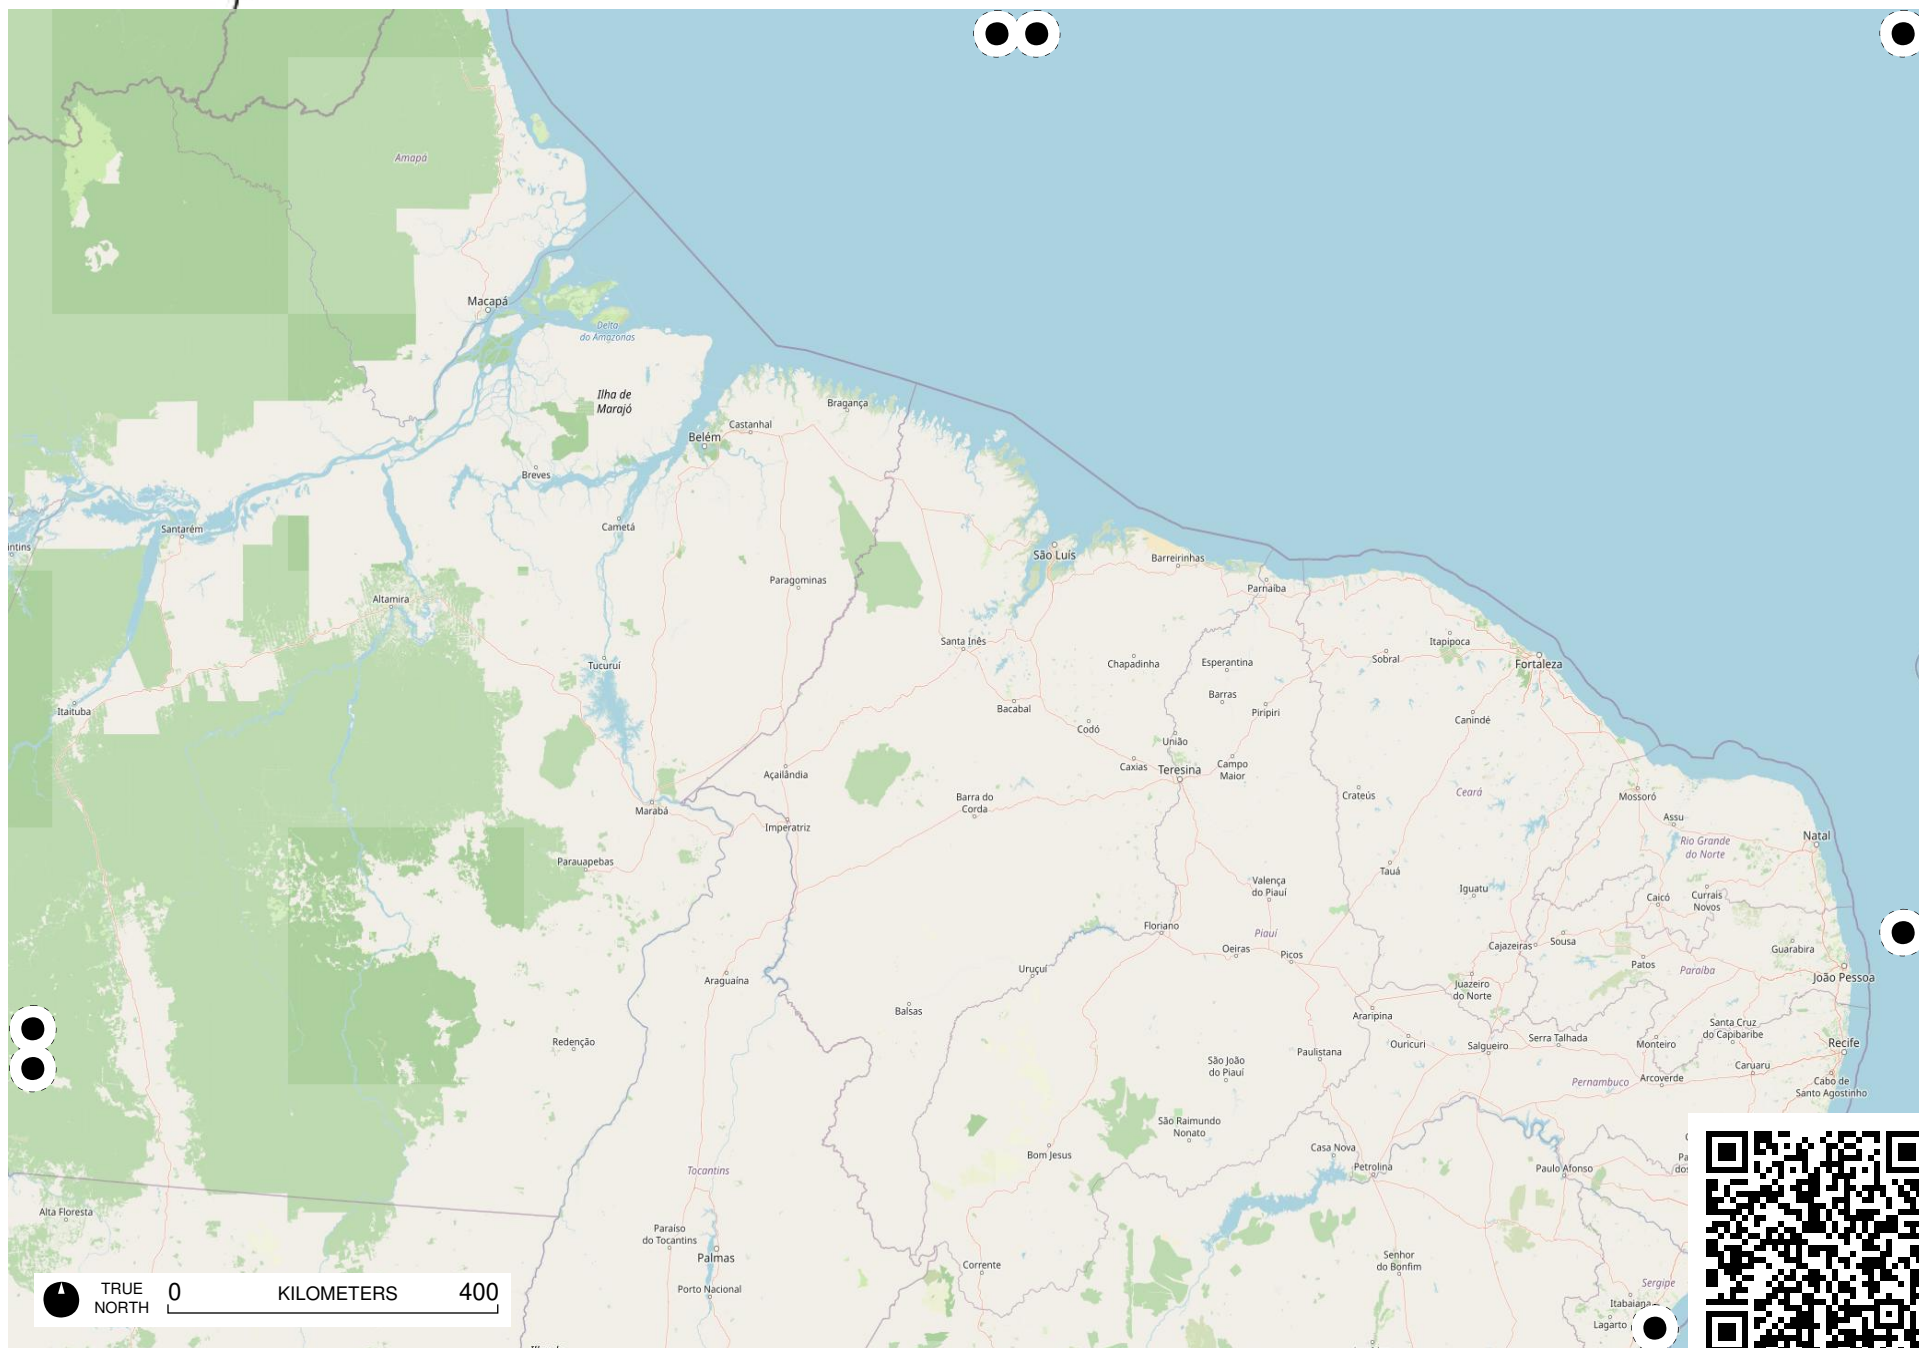 Amapá
Macapá
Delta
do Amazonas
Ilha de
Marajó
Bragança
Castanhal
Belém
Breves
Santarém
Cametá
intins
São Luís
Barreirinhas
Paragominas
Parnaíba
Altamira
Santa Inês
Itapipoca
Chapadinha
Esperantina
Sobral
Fortaleza
Tucuruí
Barras
Itaituba
Bacabal
Piripiri
Canindé
Codó
União
Caxias
Teresina
Campo
Maior
Açailândia
Crateús
Ceará
Mossoró
Barra do
Corda
Marabá
Assu
Imperatriz
Natal
Rio Grande
do Norte
Parauapebas
Tauá
Valença
do Piauí
Iguatu
Caicó
Currais
Novos
Floriano
Piauí
Oeiras
Picos
Cajazeiras
Sousa
Guarabira
Patos
Paraíba
João Pessoa
Uruçuí
Araguaína
Juazeiro
do Norte
Balsas
Araripina
Santa Cruz
do Capibaribe
Redenção
Ouricuri
Salgueiro
Serra Talhada
Monteiro
Recife
Paulistana
São João
do Piauí
Caruaru
Pernambuco
Arcoverde
Cabo de
Santo Agostinho
São Raimundo
Nonato
Casa Nova
Bom Jesus
Petrolina
Paulo Afonso
Tocantins
Alta Floresta
Paraíso
do Tocantins
Palmas
Corrente
Senhor
do Bonfim
Porto Nacional
Sergipe
Itabaiana
Lagarto
TRUE
NORTH
0 KILOMETERS 400